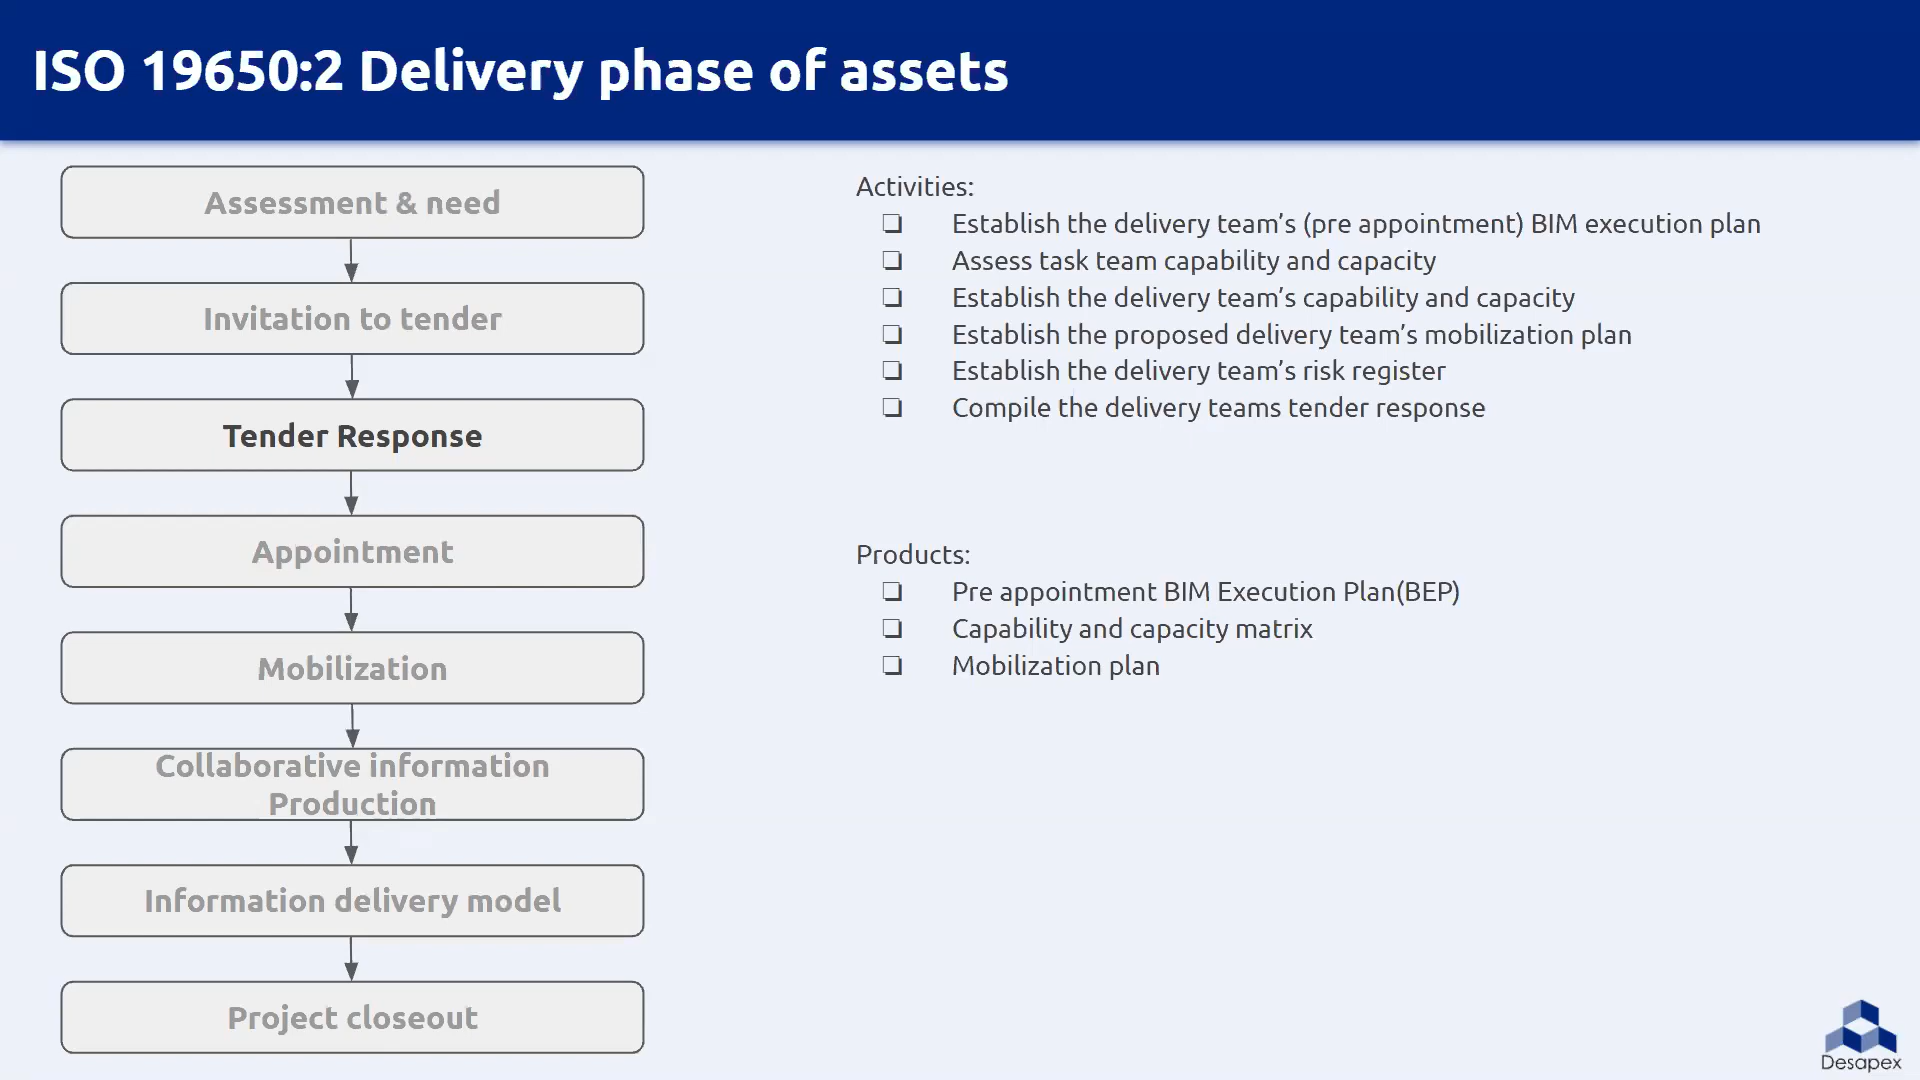 ISO 19650:2 Delivery phase of assets
Assessment & need
Invitation to tender
Tender Response
Appointment
Mobilization
Collaborative information
Production
Information delivery model
Project closeout
Activities:
❏ Establish the delivery team’s (pre appointment) BIM execution plan
❏ Assess task team capability and capacity
❏ Establish the delivery team’s capability and capacity
❏ Establish the proposed delivery team’s mobilization plan
❏ Establish the delivery team’s risk register
❏ Compile the delivery teams tender response
Products:
❏ Pre appointment BIM Execution Plan(BEP)
❏ Capability and capacity matrix
❏ Mobilization plan
Desapex